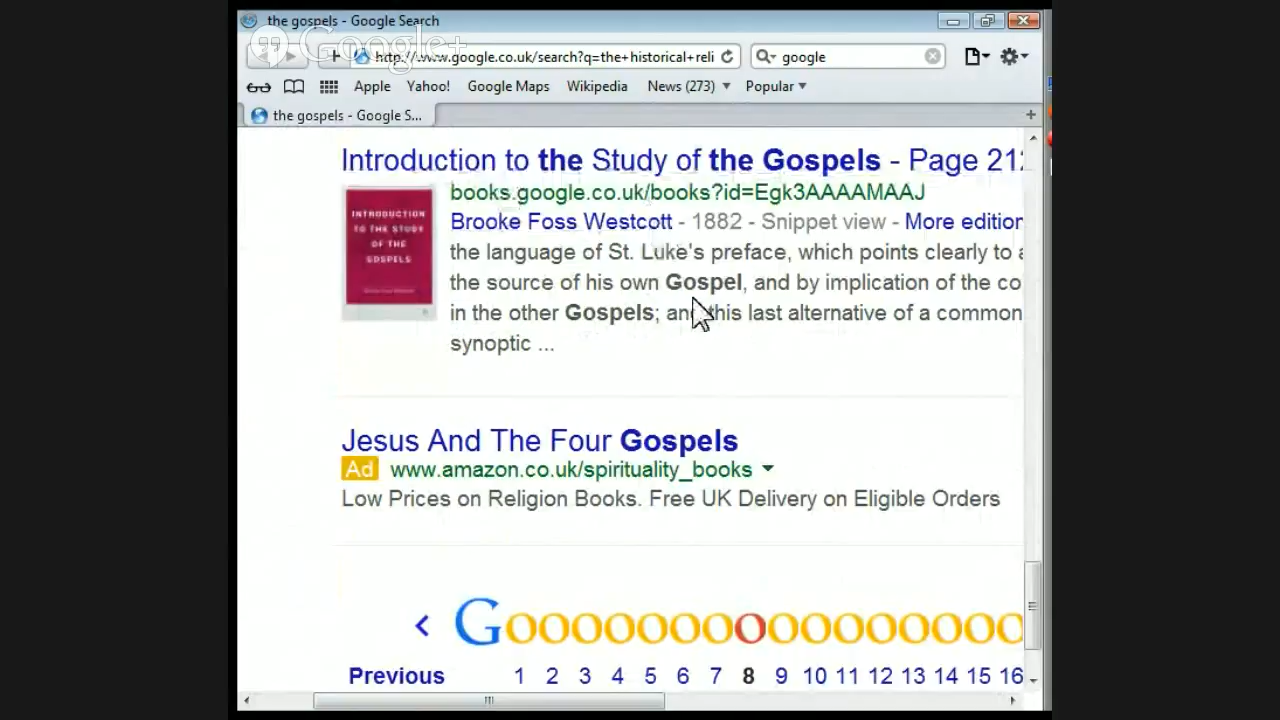 the gospels - Google Search
Google+
http://www.google.co.uk/search?q=the+historical+reli
google
Apple Yahoo! Google Maps Wikipedia News (273) Popular
the gospels - Google S...
Introduction to the Study of the Gospels - Page 212
books.google.co.uk/books?id=Egk3AAAAMAAJ
INTRODUCTION
TO THE STUDY
OF THE
GOSPELS
Brooke Foss Westcott - 1882 - Snippet view - More edition
the language of St. Luke's preface, which points clearly to a
the source of his own Gospel, and by implication of the co
in the other Gospels; and this last alternative of a common
synoptic ...
Jesus And The Four Gospels
Ad www.amazon.co.uk/spirituality_books
Low Prices on Religion Books. Free UK Delivery on Eligible Orders
Goooooooooooooooo
Previous 1 2 3 4 5 6 7 8 9 10 11 12 13 14 15 16